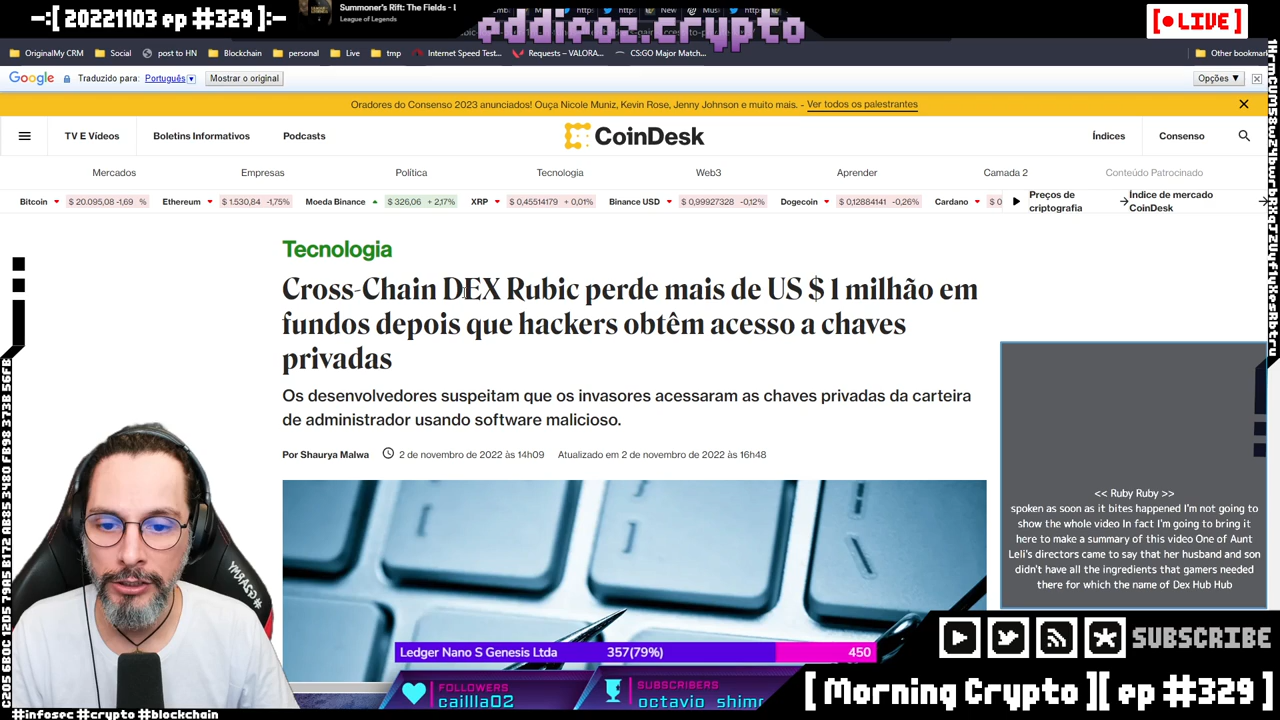 -:[ 20221103 ep #329 ]:-
Summoner's Rift: The Fields - L
League of Legends
eddieoz.crypto
[ ● LIVE ]
OriginalMy CRM
Social
post to HN
Blockchain
personal
Live
tmp
Internet Speed Test...
Requests – VALORA...
CS:GO Major Match...
Other bookmar
Google
Traduzido para:
Português
Mostrar o original
Opções ▼
Oradores do Consenso 2023 anunciados! Ouça Nicole Muniz, Kevin Rose, Jenny Johnson e muito mais. - Ver todos os palestrantes
TV E Vídeos
Boletins Informativos
Podcasts
CoinDesk
Índices
Consenso
Mercados
Empresas
Política
Tecnologia
Web3
Aprender
Camada 2
Conteúdo Patrocinado
Bitcoin
$ 20.095,08 -1,69 %
Ethereum
$ 1.530,84 -1,75%
Moeda Binance
$ 326,06 + 2,17%
XRP
$ 0,45514179 + 0,01%
Binance USD
$ 0,99927328 -0,12%
Dogecoin
$ 0,12884141 -0,26%
Cardano
$ 0
Preços de criptografia
Índice de mercado CoinDesk
Tecnologia
Cross-Chain DEX Rubic perde mais de US $ 1 milhão em
fundos depois que hackers obtêm acesso a chaves
privadas
Os desenvolvedores suspeitam que os invasores acessaram as chaves privadas da carteira
de administrador usando software malicioso.
Por Shaurya Malwa
2 de novembro de 2022 às 14h09
Atualizado em 2 de novembro de 2022 às 16h48
<< Ruby Ruby >>
spoken as soon as it bites happened I'm not going to
show the whole video In fact I'm going to bring it
here to make a summary of this video One of Aunt
Leli's directors came to say that her husband and son
didn't have all the ingredients that gamers needed
there for which the name of Dex Hub Hub
Ledger Nano S Genesis Ltda
357(79%)
450
FOLLOWERS
caillla02
SUBSCRIBERS
octavio_shimo
SUBSCRIBE
[ Morning Crypto ][ ep #329 ]
#infosec #crypto #blockchain